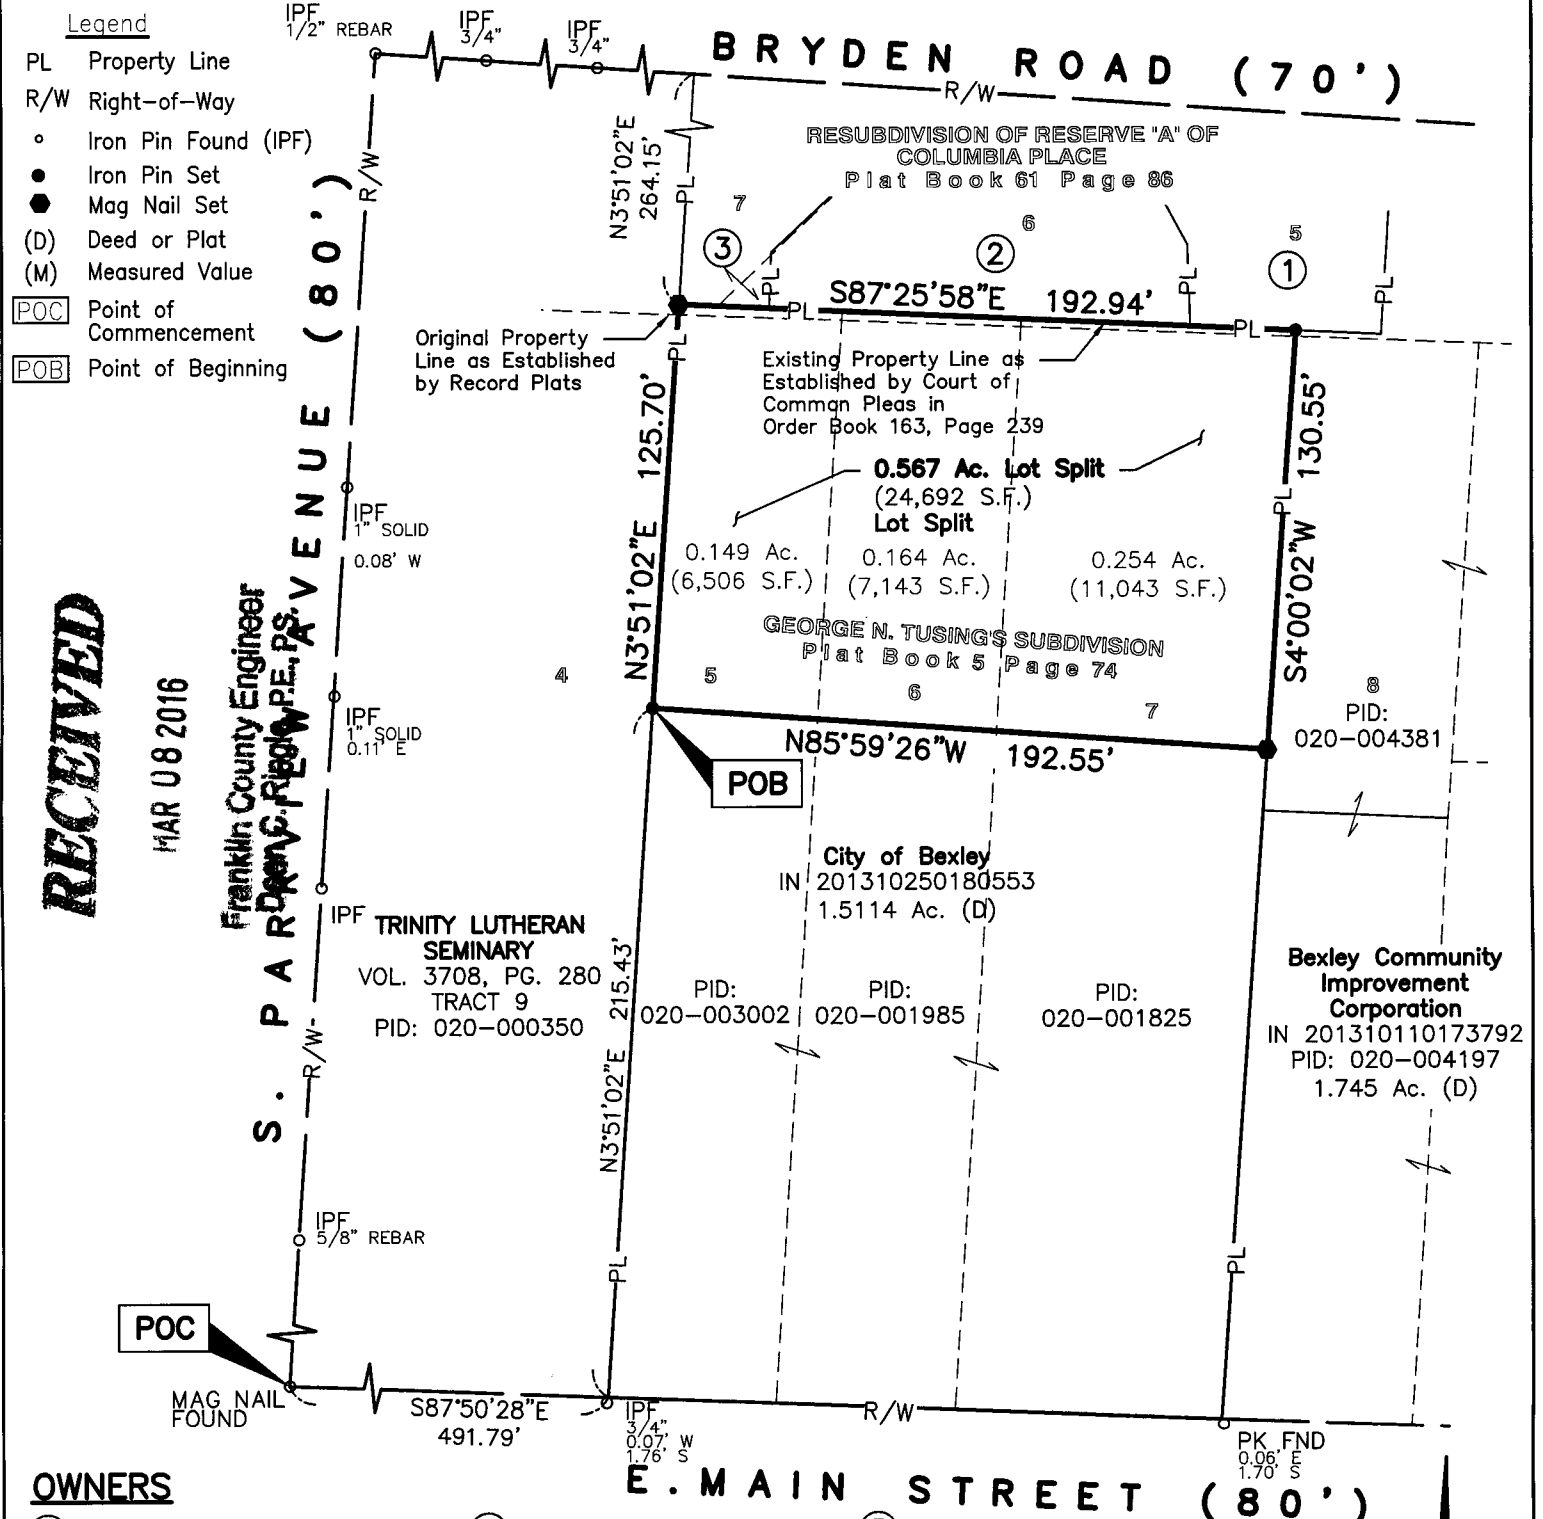 Legend
PL Property Line
R/W Right-of-Way
Iron Pin Found (IPF)
Iron Pin Set
Mag Nail Set
(D) Deed or Plat
(M) Measured Value
POC Point of
Commencement
POB Point of Beginning
IPF
1/2" REBAR
IPF
3/4"
IPF
3/4"
BRYDEN ROAD (70')
R/W
R/W
N3°51'02"E
264.15'
PL
RESUBDIVISION OF RESERVE "A" OF
COLUMBIA PLACE
Plat Book 61 Page 86
7
6
5
3
2
1
PL
PL
PL
S87°25'58"E 192.94'
PL
PL
PL
Original Property
Line as Established
by Record Plats
Existing Property Line as
Established by Court of
Common Pleas in
Order Book 163, Page 239
125.70'
N3°51'02"E
130.55'
PL
S4°00'02"W
0.567 Ac. Lot Split
(24,692 S.F.)
Lot Split
0.149 Ac.
(6,506 S.F.)
0.164 Ac.
(7,143 S.F.)
0.254 Ac.
(11,043 S.F.)
GEORGE N. TUSING'S SUBDIVISION
Plat Book 5 Page 74
4
5
6
7
8
PID:
020-004381
N85°59'26"W 192.55'
POB
IPF
1" SOLID
0.08' W
IPF
1" SOLID
0.11' E
IPF
S. PARKVIEW AVENUE (80')
RECEIVED
MAR 08 2016
Franklin County Engineer
Dean C. Ringle, P.E., P.S.
City of Bexley
IN 201310250180553
1.5114 Ac. (D)
TRINITY LUTHERAN
SEMINARY
VOL. 3708, PG. 280
TRACT 9
PID: 020-000350
215.43'
N3°51'02"E
PID:
020-003002
PID:
020-001985
PID:
020-001825
Bexley Community
Improvement
Corporation
IN 201310110173792
PID: 020-004197
1.745 Ac. (D)
R/W
IPF
5/8" REBAR
PL
PL
POC
MAG NAIL
FOUND
S87°50'28"E
491.79'
IPF
3/4"
0.07' W
1.76' S
R/W
PK FND
0.06' E
1.70' S
E. MAIN STREET (80')
OWNERS